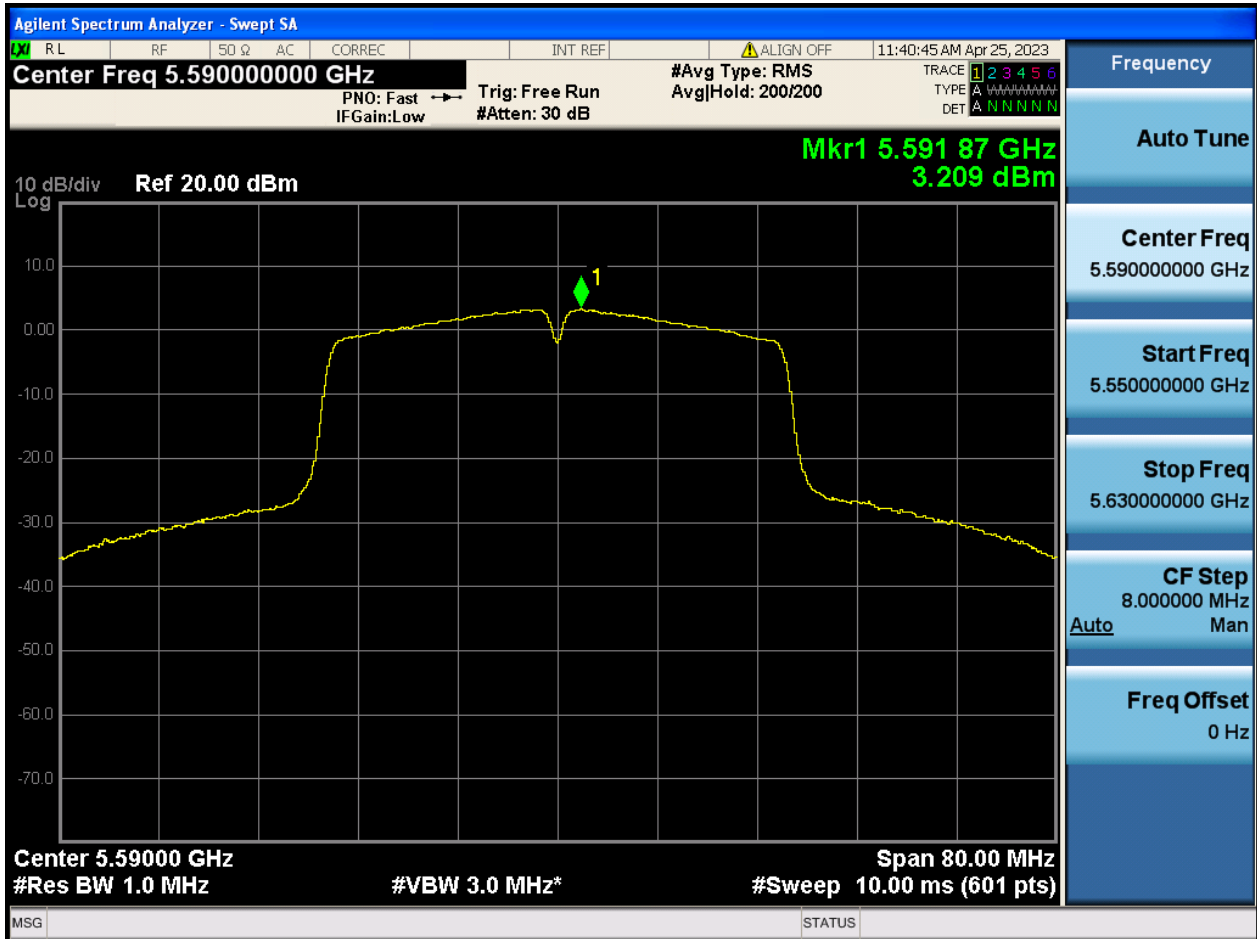 Agilent Spectrum Analyzer - Swept SA
LXI RL RF 50 Ω AC CORREC INT REF ALIGN OFF 11:40:45 AM Apr 25, 2023
Center Freq 5.590000000 GHz
PNO: Fast
IFGain:Low
Trig: Free Run
#Atten: 30 dB
#Avg Type: RMS
Avg|Hold: 200/200
TRACE 1 2 3 4 5 6
TYPE A WWWWWW
DET A N N N N N
Mkr1 5.591 87 GHz
3.209 dBm
10 dB/div Ref 20.00 dBm
Log
10.0
1
0.00
-10.0
-20.0
-30.0
-40.0
-50.0
-60.0
-70.0
Center 5.59000 GHz Span 80.00 MHz
#Res BW 1.0 MHz #VBW 3.0 MHz* #Sweep 10.00 ms (601 pts)
MSG STATUS
Frequency
Auto Tune
Center Freq
5.590000000 GHz
Start Freq
5.550000000 GHz
Stop Freq
5.630000000 GHz
CF Step
8.000000 MHz
Auto Man
Freq Offset
0 Hz